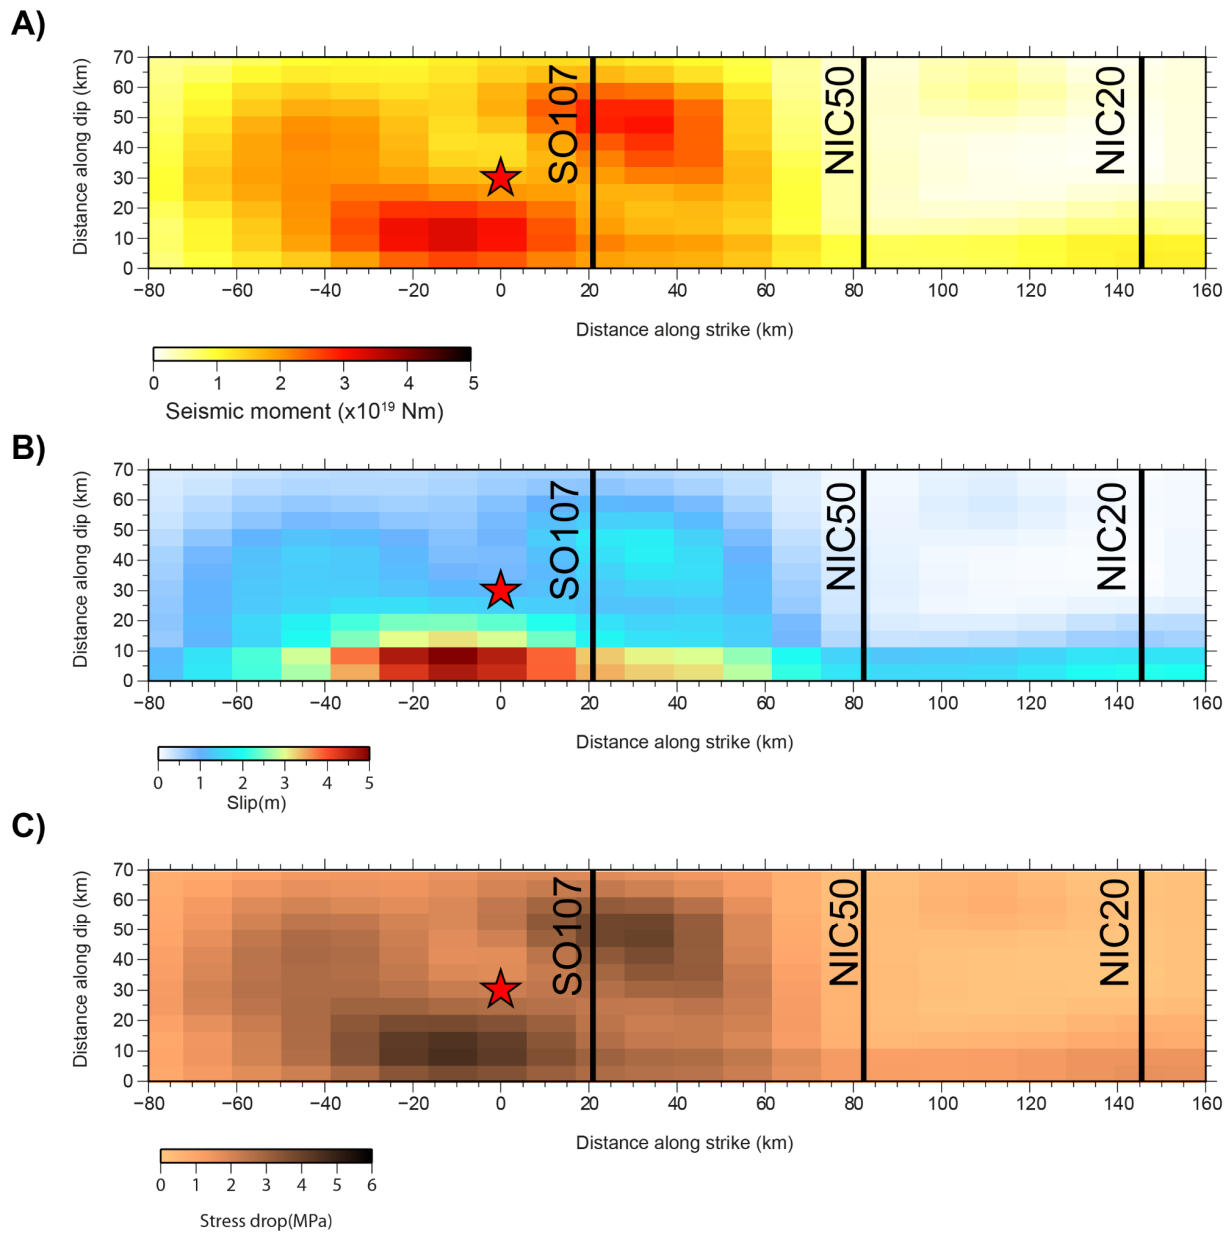 A)
70
60
50
40
30
20
10
0
Distance along dip (km)
SO107
NIC50
NIC20
−80 −60 −40 −20 0 20 40 60 80 100 120 140 160
Distance along strike (km)
0 1 2 3 4 5
Seismic moment (x10¹⁹ Nm)
B)
70
60
50
40
30
20
10
0
Distance along dip (km)
SO107
NIC50
NIC20
−80 −60 −40 −20 0 20 40 60 80 100 120 140 160
Distance along strike (km)
0 1 2 3 4 5
Slip(m)
C)
70
60
50
40
30
20
10
0
Distance along dip (km)
SO107
NIC50
NIC20
−80 −60 −40 −20 0 20 40 60 80 100 120 140 160
Distance along strike (km)
0 1 2 3 4 5 6
Stress drop(MPa)